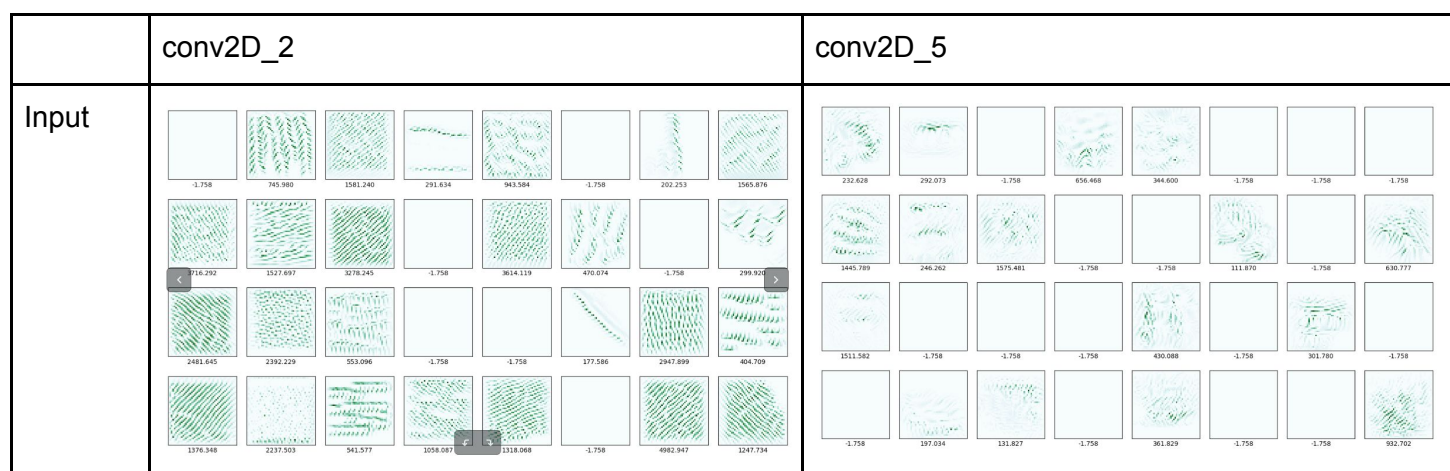 conv2D_2 conv2D_5
Input
-1.758 745.980 1581.240 291.634 943.584 -1.758 202.253 1565.876
232.628 292.073 -1.758 656.468 344.600 -1.758 -1.758 -1.758
1527.697 3278.245 -1.758 3614.119 470.074 -1.758 299.920
1445.789 246.262 1575.481 -1.758 -1.758 111.870 -1.758 630.777
2481.645 2392.229 553.096 -1.758 -1.758 177.586 2947.899 404.709
1511.582 -1.758 -1.758 -1.758 430.088 -1.758 301.780 -1.758
1376.348 2237.503 541.577 1058.087 1318.068 -1.758 4982.947 1247.734
-1.758 197.034 131.827 -1.758 361.829 -1.758 -1.758 932.702